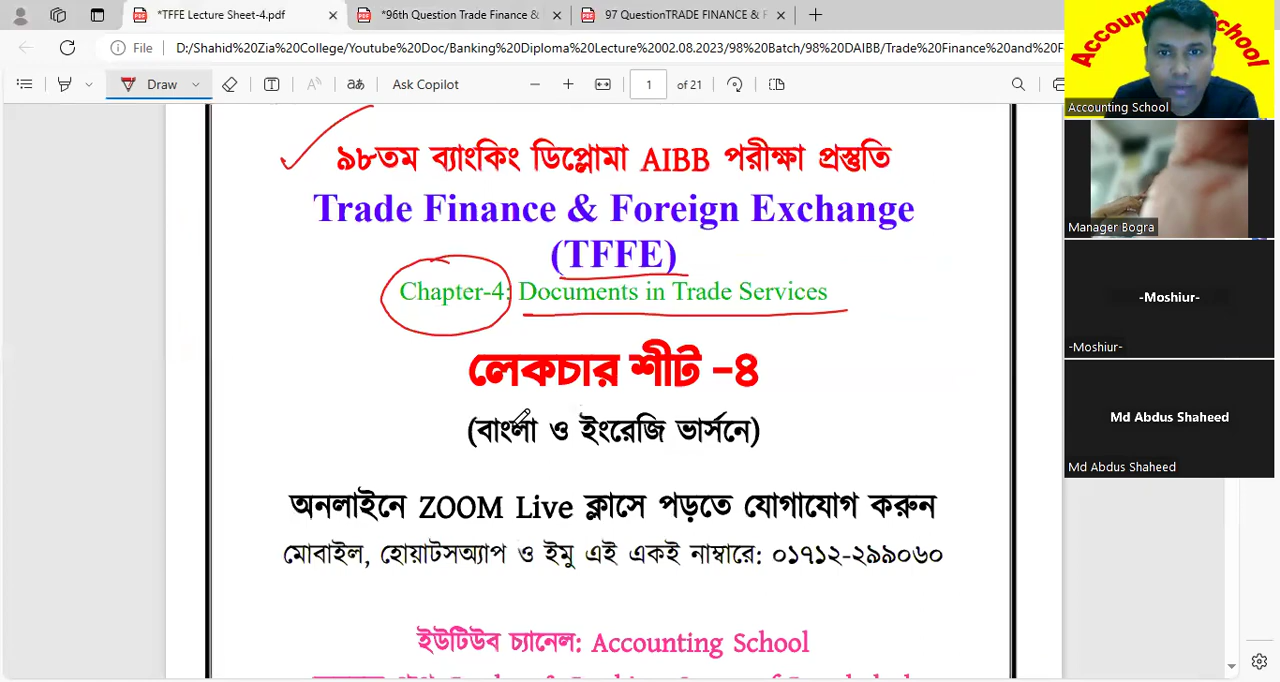 *TFFE Lecture Sheet-4.pdf
*96th Question Trade Finance &
97 QuestionTRADE FINANCE & F
File
D:/Shahid%20Zia%20College/Youtube%20Doc/Banking%20Diploma%20Lecture%2002.08.2023/98%20Batch/98%20DAIBB/Trade%20Finance%20and%20F
Draw
aあ
Ask Copilot
1 of 21
৯৮তম ব্যাংকিং ডিপ্লোমা AIBB পরীক্ষা প্রস্তুতি
Trade Finance & Foreign Exchange
(TFFE)
Chapter-4: Documents in Trade Services
লেকচার শীট -৪
(বাংলা ও ইংরেজি ভার্সনে)
অনলাইনে ZOOM Live ক্লাসে পড়তে যোগাযোগ করুন
মোবাইল, হোয়াটসঅ্যাপ ও ইমু এই একই নাম্বারে: ০১৭১২-২৯৯০৬০
ইউটিউব চ্যানেল: Accounting School
Accounting School
Accounting School
Manager Bogra
-Moshiur-
-Moshiur-
Md Abdus Shaheed
Md Abdus Shaheed